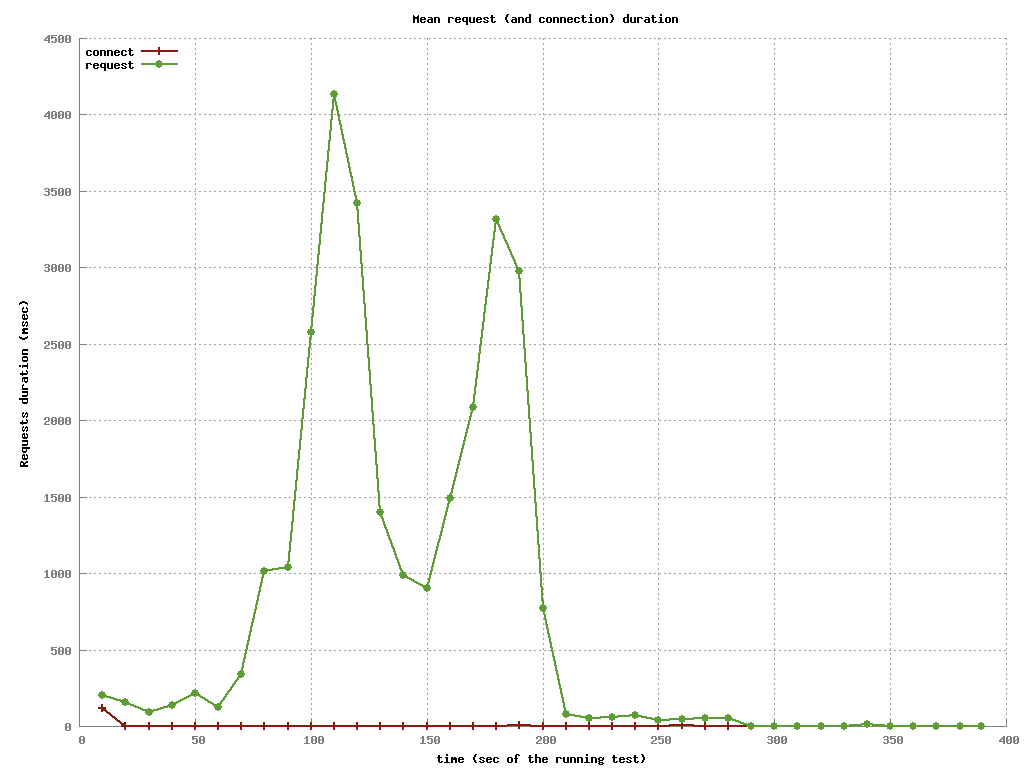 Mean request (and connection) duration
4500
connect
request
4000
3500
3000
2500
2000
1500
1000
500
0
Requests duration (msec)
0 50 100 150 200 250 300 350 400
time (sec of the running test)